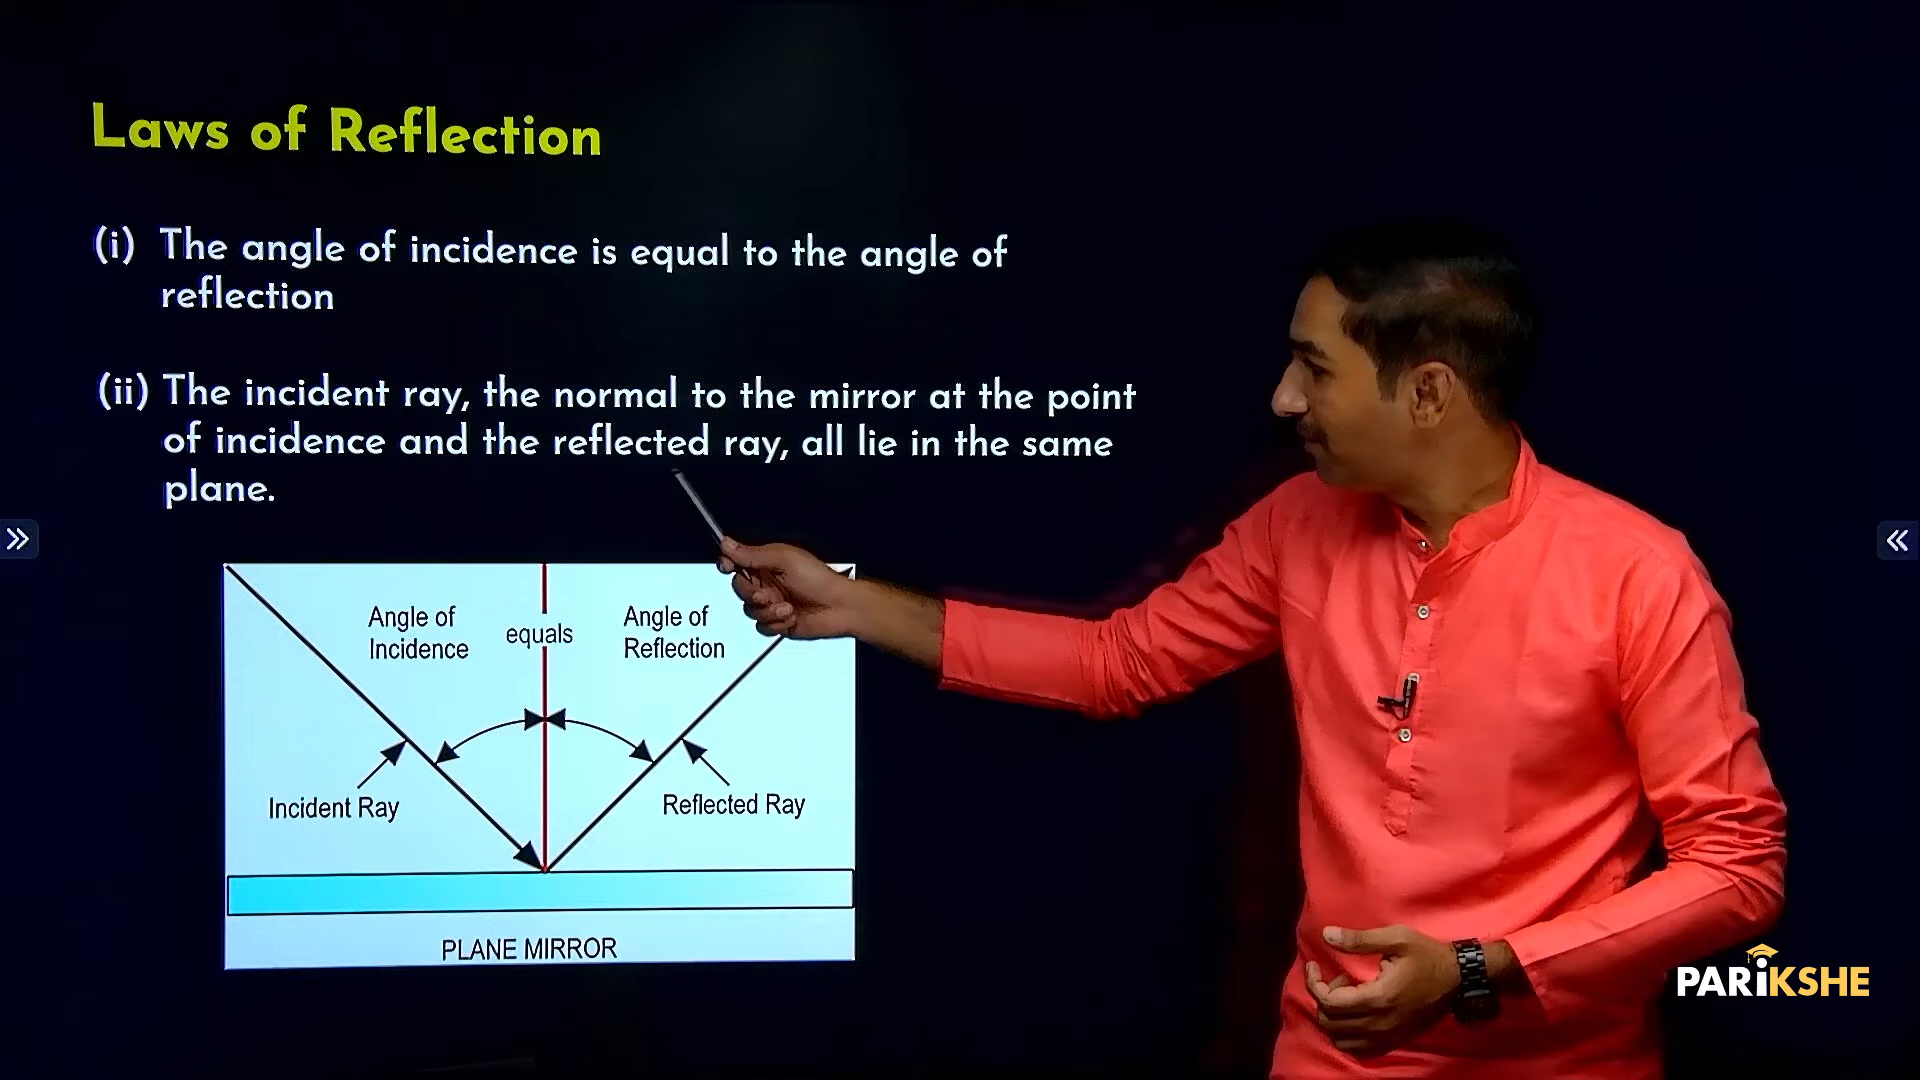 Laws of Reflection
(i) The angle of incidence is equal to the angle of
reflection
(ii) The incident ray, the normal to the mirror at the point
of incidence and the reflected ray, all lie in the same
plane.
Angle of
Incidence
equals
Angle of
Reflection
Incident Ray
Reflected Ray
PLANE MIRROR
PARiKSHE